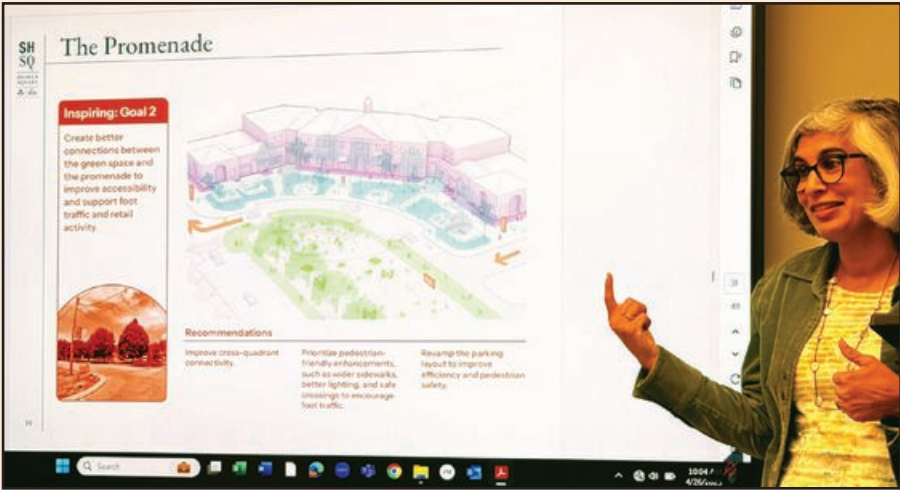 SH
SQ
The Promenade
Inspiring: Goal 2
Create better
connections between
the green space and
the promenade to
improve accessibility
and support foot
traffic and retail
activity.
Recommendations
Improve cross-quadrant
connectivity.
Prioritize pedestrian-
friendly enhancements,
such as wider sidewalks,
better lighting, and safe
crossings to encourage
foot traffic.
Revamp the parking
layout to improve
efficiency and pedestrian
safety.
Search
10:04